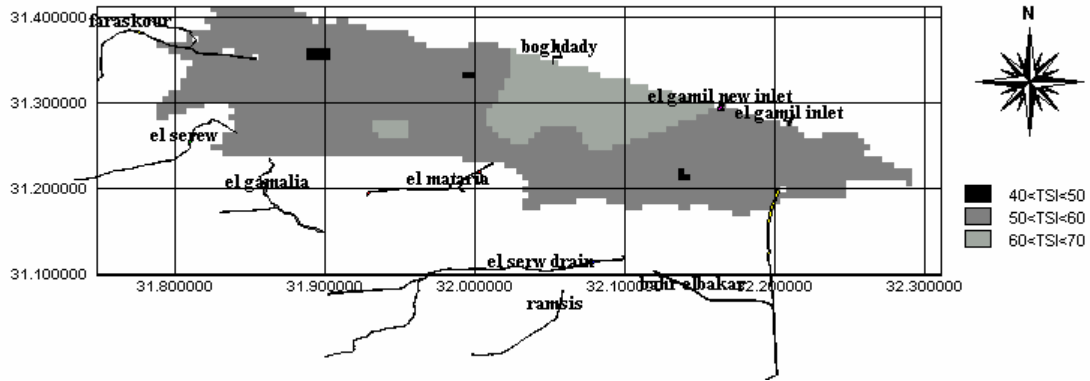 31.400000
faraskour
boghdady
N
31.300000
el gamil new inlet
el gamil inlet
el serew
31.200000
el gamalia
el mataria
40<TSI<50
50<TSI<60
60<TSI<70
el serw drain
31.100000
31.800000
31.900000
32.000000
32.100000
32.200000
32.300000
bahr elbakar
ramsis